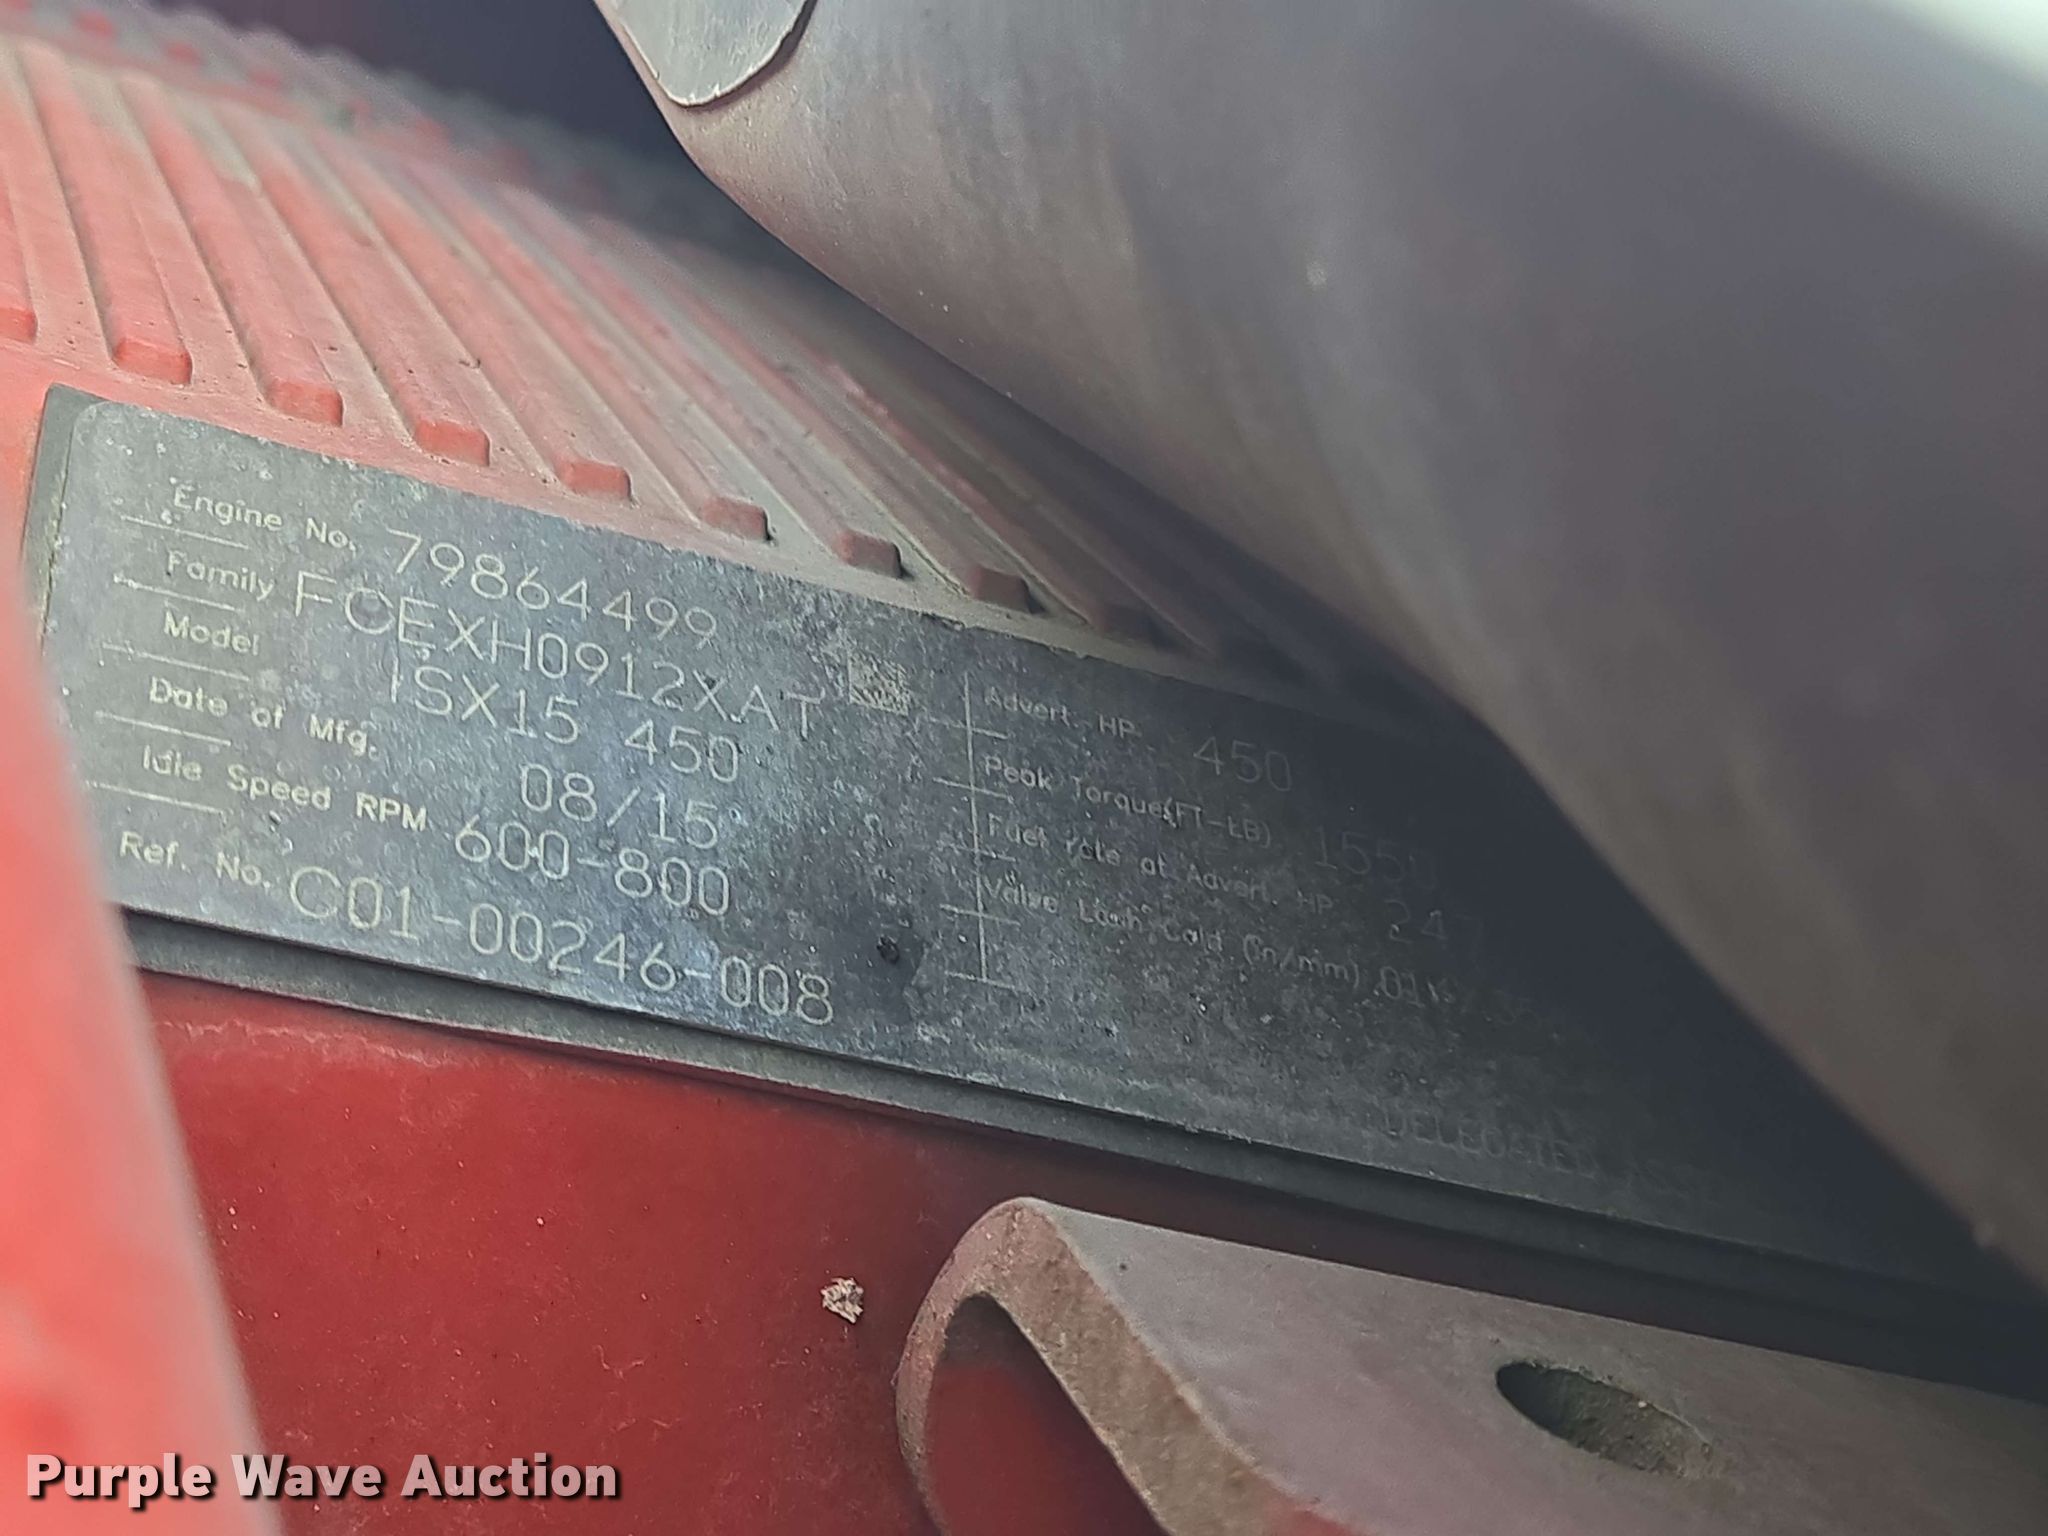 Engine No. 79864499
Family FCEXH0912XAT
Model ISX15 450
Date of Mfg. 08/15
Idle Speed RPM 600-800
Ref. No. C01-00246-008
Advert. HP 450
Peak Torque(FT-LB) 1550
Fuel rate at Advert. HP
Valve Lash Cold (in/mm)
DELEGATED
Purple Wave Auction